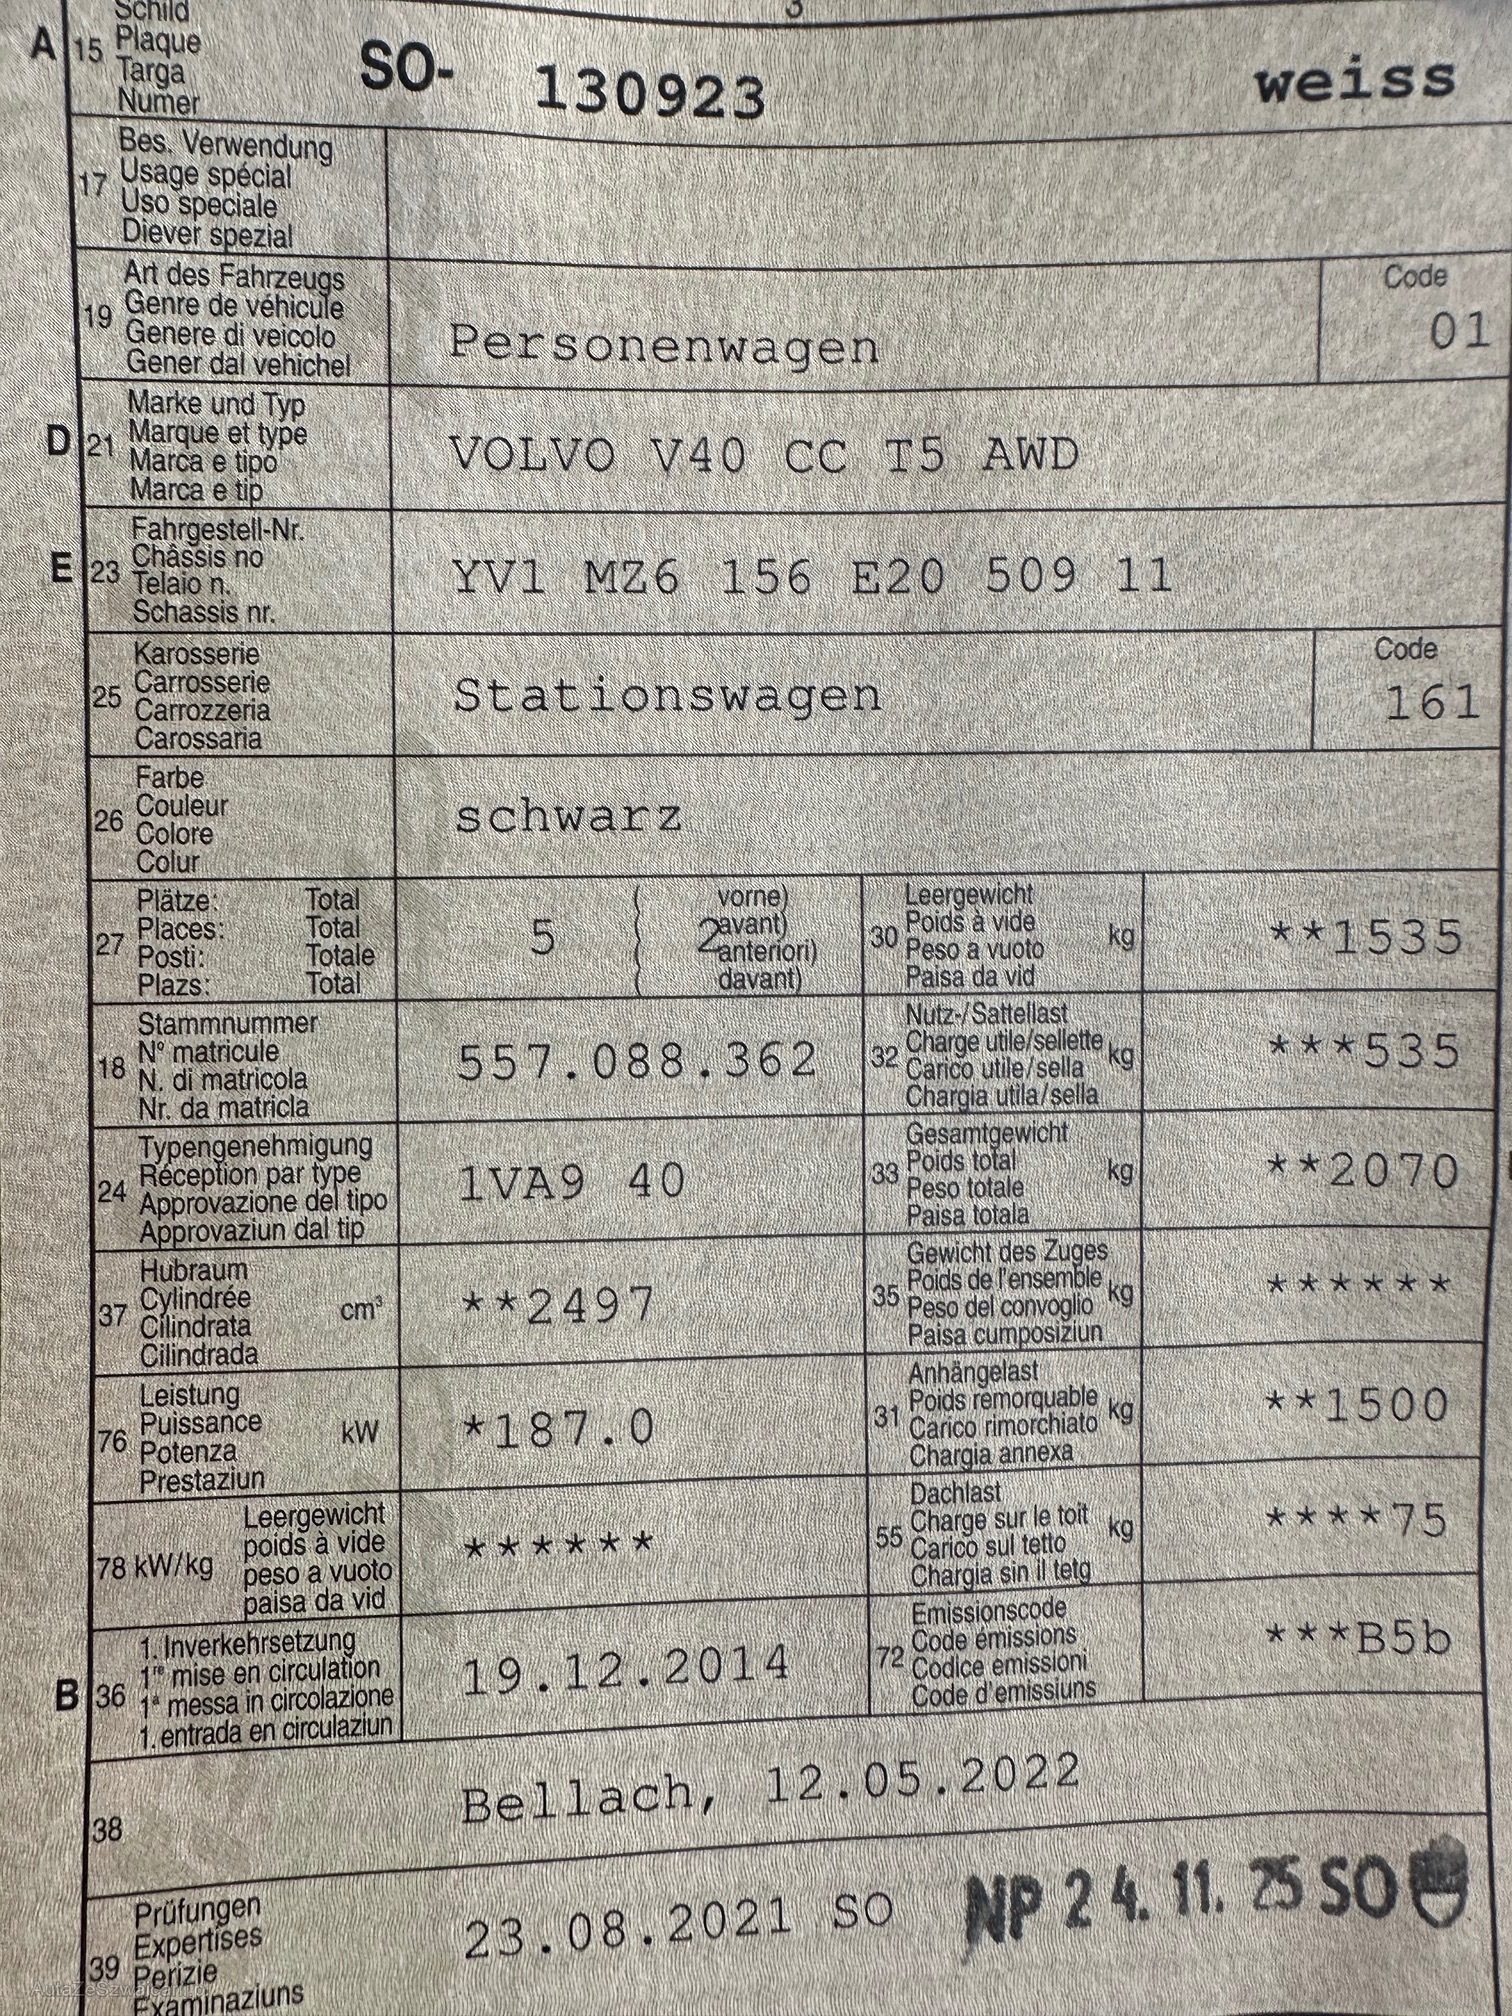 Schild
A 15 Plaque
Targa
Numer
SO- 130923 weiss
17 Bes. Verwendung
Usage spécial
Uso speciale
Diever spezial
19 Art des Fahrzeugs
Genre de véhicule
Genere di veicolo
Gener dal vehichel
Personenwagen
Code
01
D 21 Marke und Typ
Marque et type
Marca e tipo
Marca e tip
VOLVO V40 CC T5 AWD
E 23 Fahrgestell-Nr.
Châssis no
Telaio n.
Schassis nr.
YV1 MZ6 156 E20 509 11
25 Karosserie
Carrosserie
Carrozzeria
Carossaria
Stationswagen
Code
161
26 Farbe
Couleur
Colore
Colur
schwarz
27 Plätze: Total
Places: Total
Posti: Totale
Plazs: Total
5 ( 2 vorne)
avant)
anteriori)
davant)
30 Leergewicht
Poids à vide kg
Peso a vuoto
Paisa da vid
**1535
18 Stammnummer
N° matricule
N. di matricola
Nr. da matricla
557.088.362
32 Nutz-/Sattellast
Charge utile/sellette kg
Carico utile/sella
Chargia utila/sella
***535
24 Typengenehmigung
Réception par type
Approvazione del tipo
Approvaziun dal tip
1VA9 40
33 Gesamtgewicht
Poids total kg
Peso totale
Paisa totala
**2070
37 Hubraum
Cylindrée cm³
Cilindrata
Cilindrada
**2497
35 Gewicht des Zuges
Poids de l'ensemble kg
Peso del convoglio
Paisa cumposiziun
******
76 Leistung
Puissance kW
Potenza
Prestaziun
*187.0
31 Anhängelast
Poids remorquable kg
Carico rimorchiato
Chargia annexa
**1500
78 kW/kg Leergewicht
poids à vide
peso a vuoto
paisa da vid
******
55 Dachlast
Charge sur le toit kg
Carico sul tetto
Chargia sin il tetg
****75
B 36 1. Inverkehrsetzung
1re mise en circulation
1a messa in circolazione
1. entrada en circulaziun
19.12.2014
72 Emissionscode
Code émissions
Codice emissioni
Code d'emissiuns
***B5b
38 Bellach, 12.05.2022
39 Prüfungen
Expertises
Perizie
Examinaziuns
23.08.2021 SO NP 24.11.25 SO